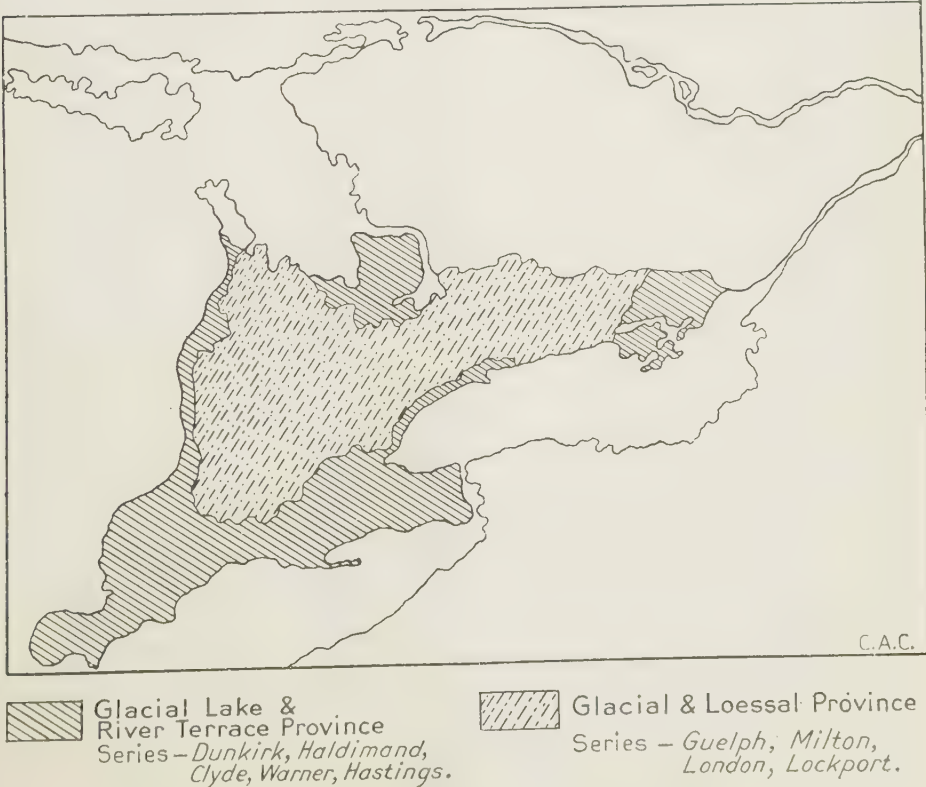 C.A.C.
Glacial Lake &
River Terrace Province
Series – Dunkirk, Haldimand,
Clyde, Warner, Hastings.
Glacial & Loessal Province
Series – Guelph, Milton,
London, Lockport.